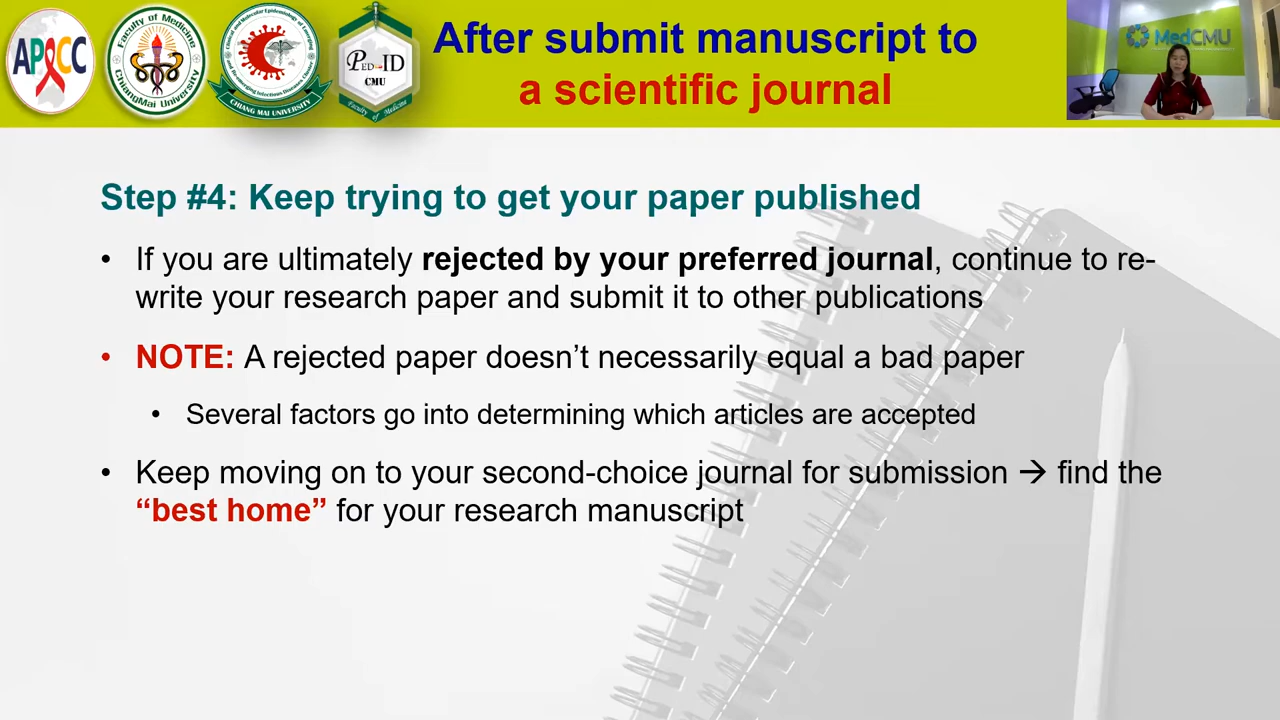 After submit manuscript to
a scientific journal
APCC
Faculty of Medicine
Chiang Mai University
CHIANG MAI UNIVERSITY
PED-ID
CMU
Faculty of Medicine
MedCMU
Step #4: Keep trying to get your paper published
• If you are ultimately rejected by your preferred journal, continue to re-
write your research paper and submit it to other publications
• NOTE: A rejected paper doesn’t necessarily equal a bad paper
• Several factors go into determining which articles are accepted
• Keep moving on to your second-choice journal for submission → find the
“best home” for your research manuscript